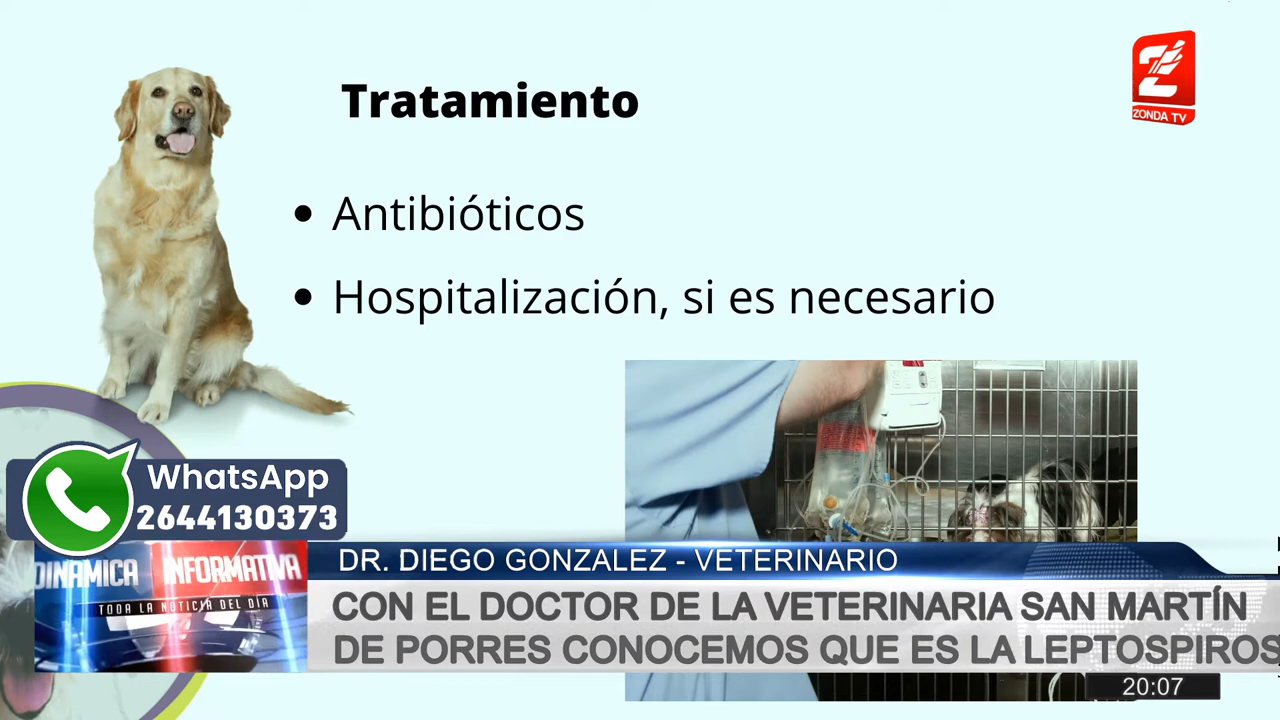 Tratamiento
ZONDA TV
• Antibióticos
• Hospitalización, si es necesario
WhatsApp
2644130373
DINAMICA INFORMATIVA
TODA LA NOTICIA DEL DÍA
DR. DIEGO GONZALEZ - VETERINARIO
CON EL DOCTOR DE LA VETERINARIA SAN MARTÍN
DE PORRES CONOCEMOS QUE ES LA LEPTOSPIROS
20:07